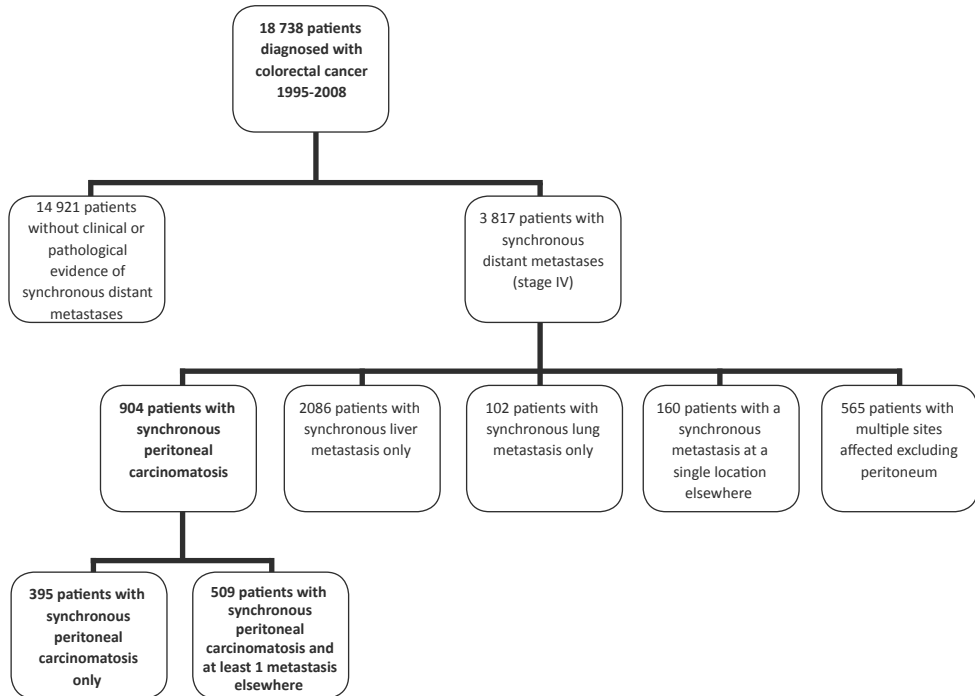 18 738 patients
diagnosed with
colorectal cancer
1995-2008
14 921 patients
without clinical or
pathological
evidence of
synchronous distant
metastases
3 817 patients with
synchronous
distant metastases
(stage IV)
904 patients with
synchronous
peritoneal
carcinomatosis
2086 patients with
synchronous liver
metastasis only
102 patients with
synchronous lung
metastasis only
160 patients with a
synchronous
metastasis at a
single location
elsewhere
565 patients with
multiple sites
affected excluding
peritoneum
395 patients with
synchronous
peritoneal
carcinomatosis
only
509 patients with
synchronous
peritoneal
carcinomatosis and
at least 1 metastasis
elsewhere